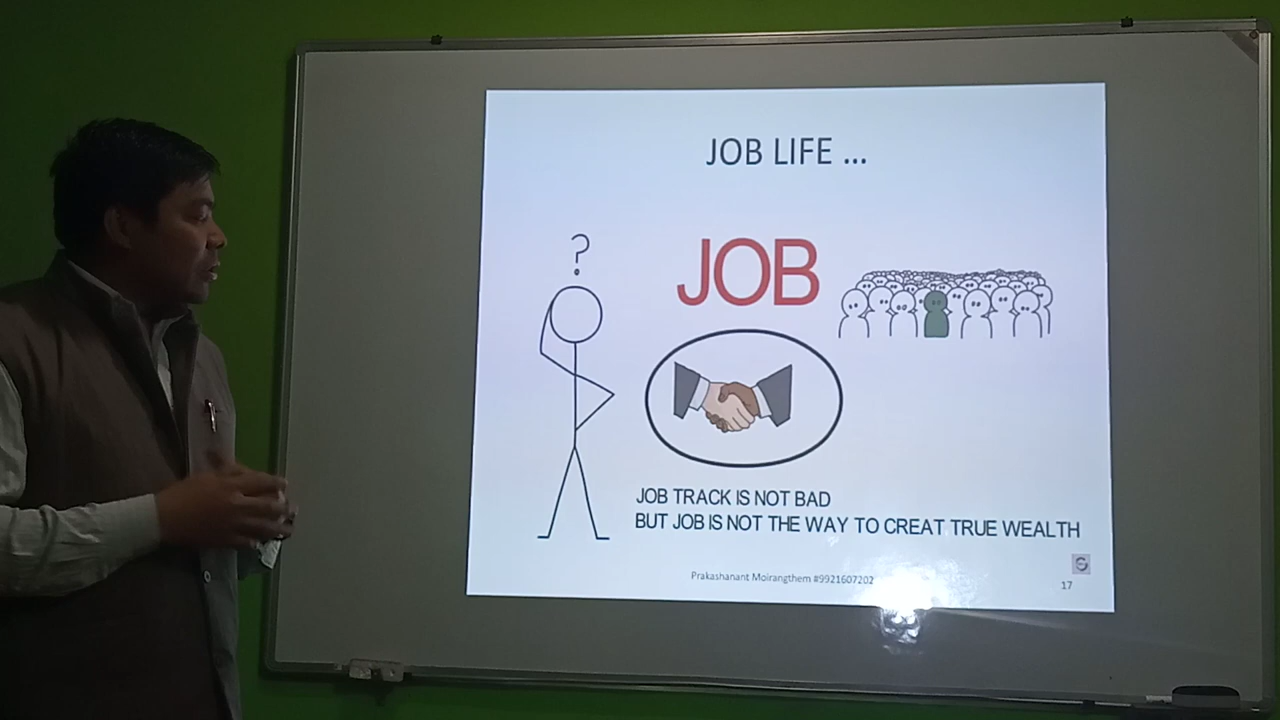 JOB LIFE ...
?
JOB
JOB TRACK IS NOT BAD
BUT JOB IS NOT THE WAY TO CREAT TRUE WEALTH
Prakashanant Moirangthem #9921607202
17